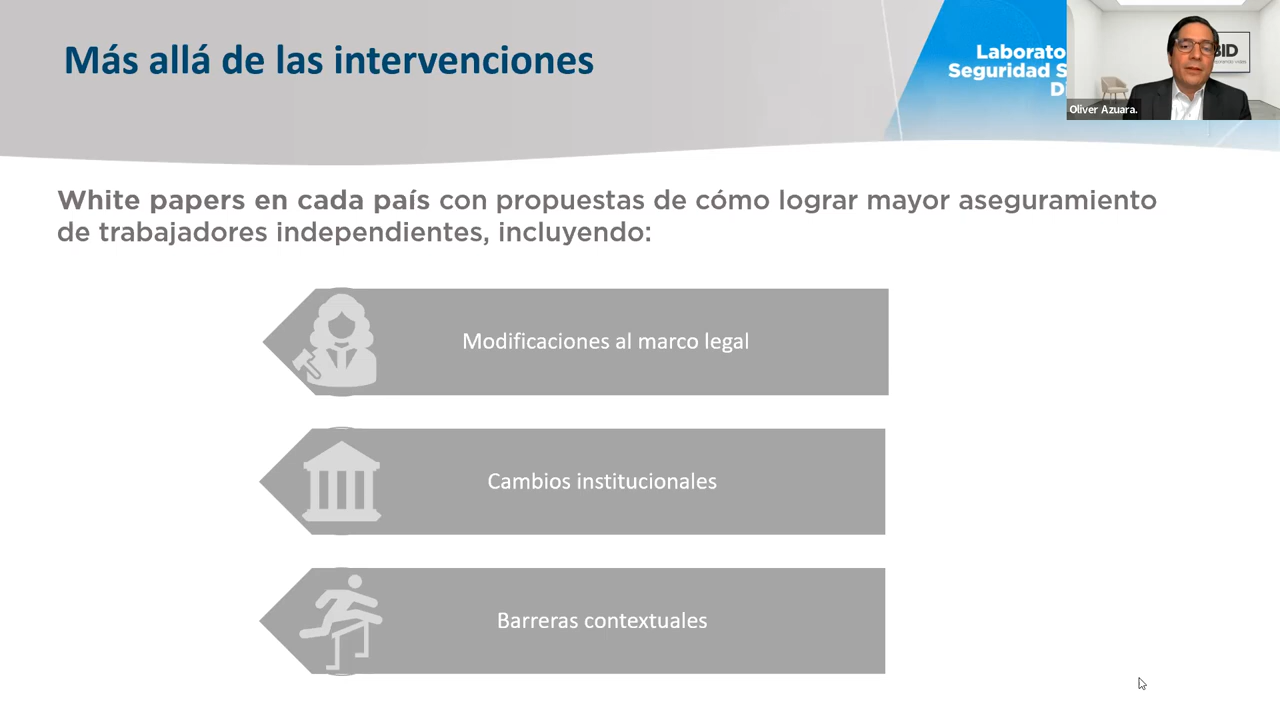 Más allá de las intervenciones
Laborato
Seguridad S
D
BID
Oliver Azuara.
White papers en cada país con propuestas de cómo lograr mayor aseguramiento
de trabajadores independientes, incluyendo:
Modificaciones al marco legal
Cambios institucionales
Barreras contextuales